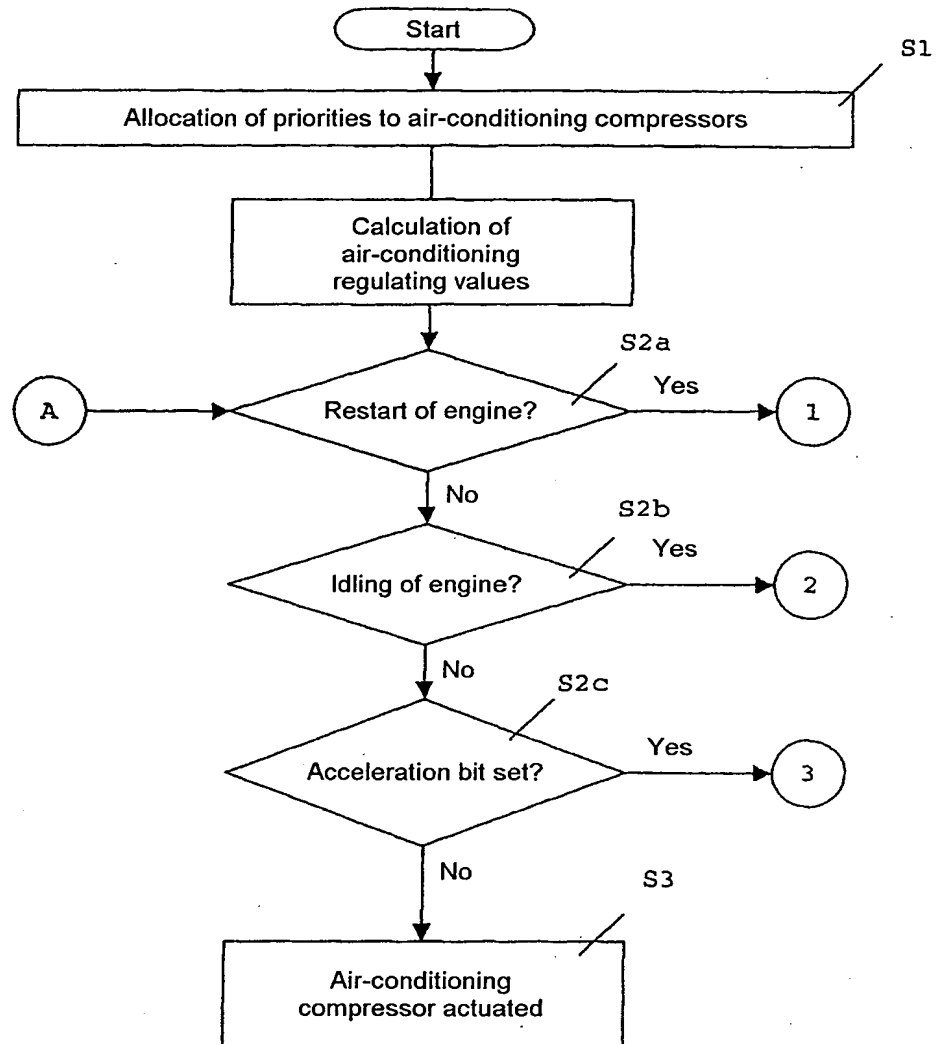 Start
S1
Allocation of priorities to air-conditioning compressors
Calculation of
air-conditioning
regulating values
S2a
A
Restart of engine?
Yes
1
No
S2b
Idling of engine?
Yes
2
No
S2c
Acceleration bit set?
Yes
3
No
S3
Air-conditioning
compressor actuated